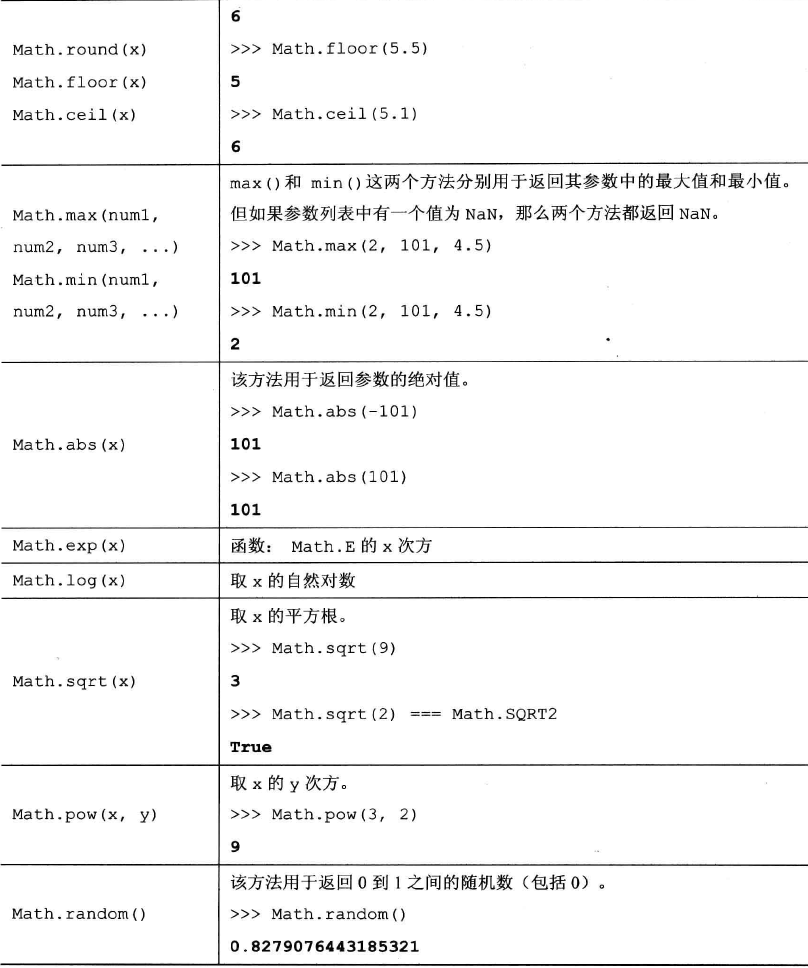 6
Math.round(x)
>>> Math.floor(5.5)
Math.floor(x)
5
Math.ceil(x)
>>> Math.ceil(5.1)
6
Math.max(num1,
num2, num3, ...)
Math.min(num1,
num2, num3, ...)
max()和 min()这两个方法分别用于返回其参数中的最大值和最小值。
但如果参数列表中有一个值为 NaN，那么两个方法都返回 NaN。
>>> Math.max(2, 101, 4.5)
101
>>> Math.min(2, 101, 4.5)
2
Math.abs(x)
该方法用于返回参数的绝对值。
>>> Math.abs(-101)
101
>>> Math.abs(101)
101
Math.exp(x)
函数： Math.E 的 x 次方
Math.log(x)
取 x 的自然对数
Math.sqrt(x)
取 x 的平方根。
>>> Math.sqrt(9)
3
>>> Math.sqrt(2) === Math.SQRT2
True
Math.pow(x, y)
取 x 的 y 次方。
>>> Math.pow(3, 2)
9
Math.random()
该方法用于返回 0 到 1 之间的随机数（包括 0）。
>>> Math.random()
0.8279076443185321